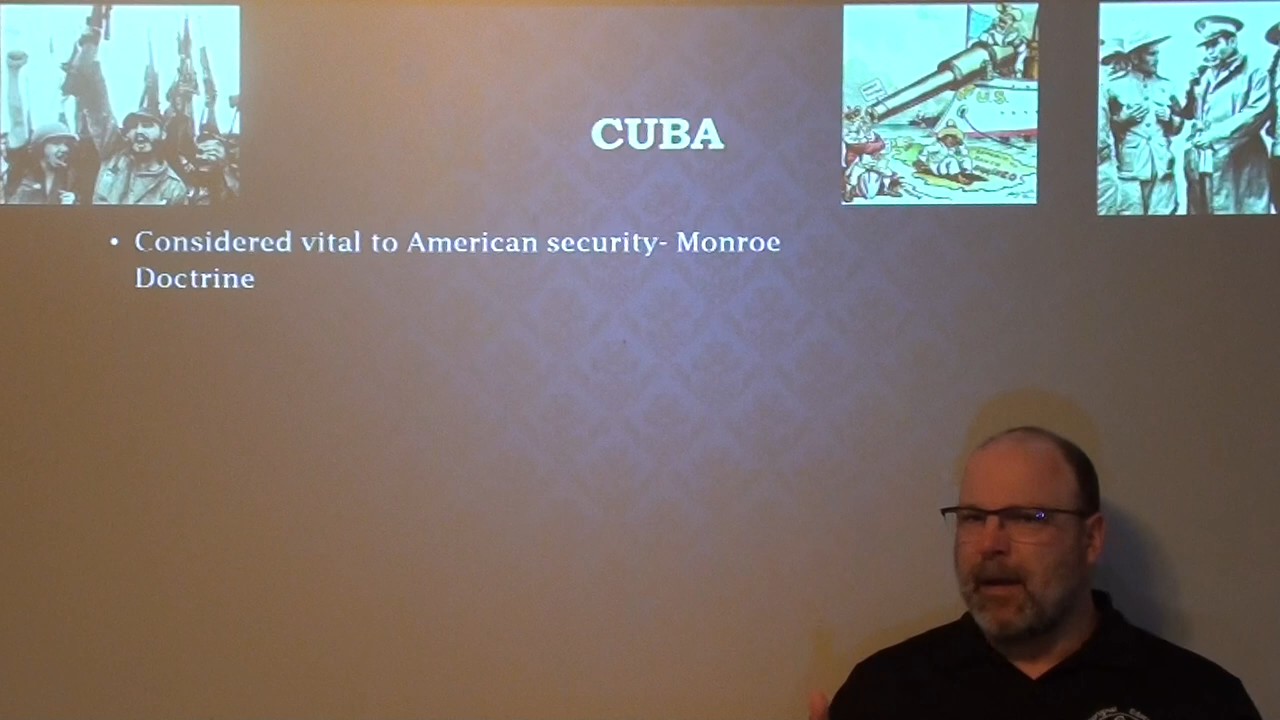 CUBA
• Considered vital to American security- Monroe
Doctrine
U.S.